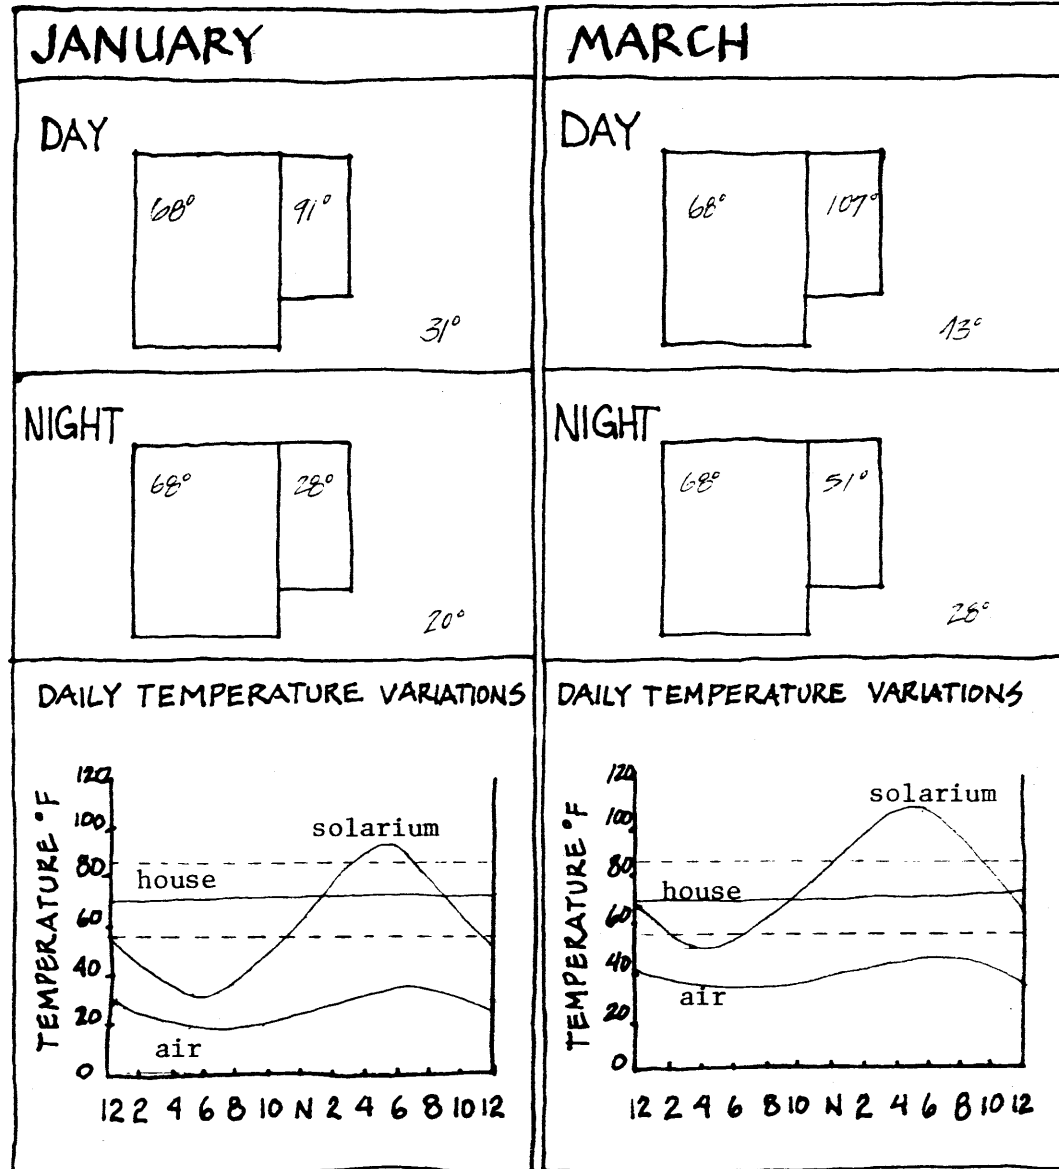 JANUARY
DAY
68°
91°
31°
NIGHT
68°
28°
20°
DAILY TEMPERATURE VARIATIONS
TEMPERATURE °F
120
100
80
60
40
20
0
solarium
house
air
12 2 4 6 8 10 N 2 4 6 8 10 12
MARCH
DAY
68°
107°
43°
NIGHT
68°
51°
28°
DAILY TEMPERATURE VARIATIONS
TEMPERATURE °F
120
100
80
60
40
20
0
solarium
house
air
12 2 4 6 8 10 N 2 4 6 8 10 12